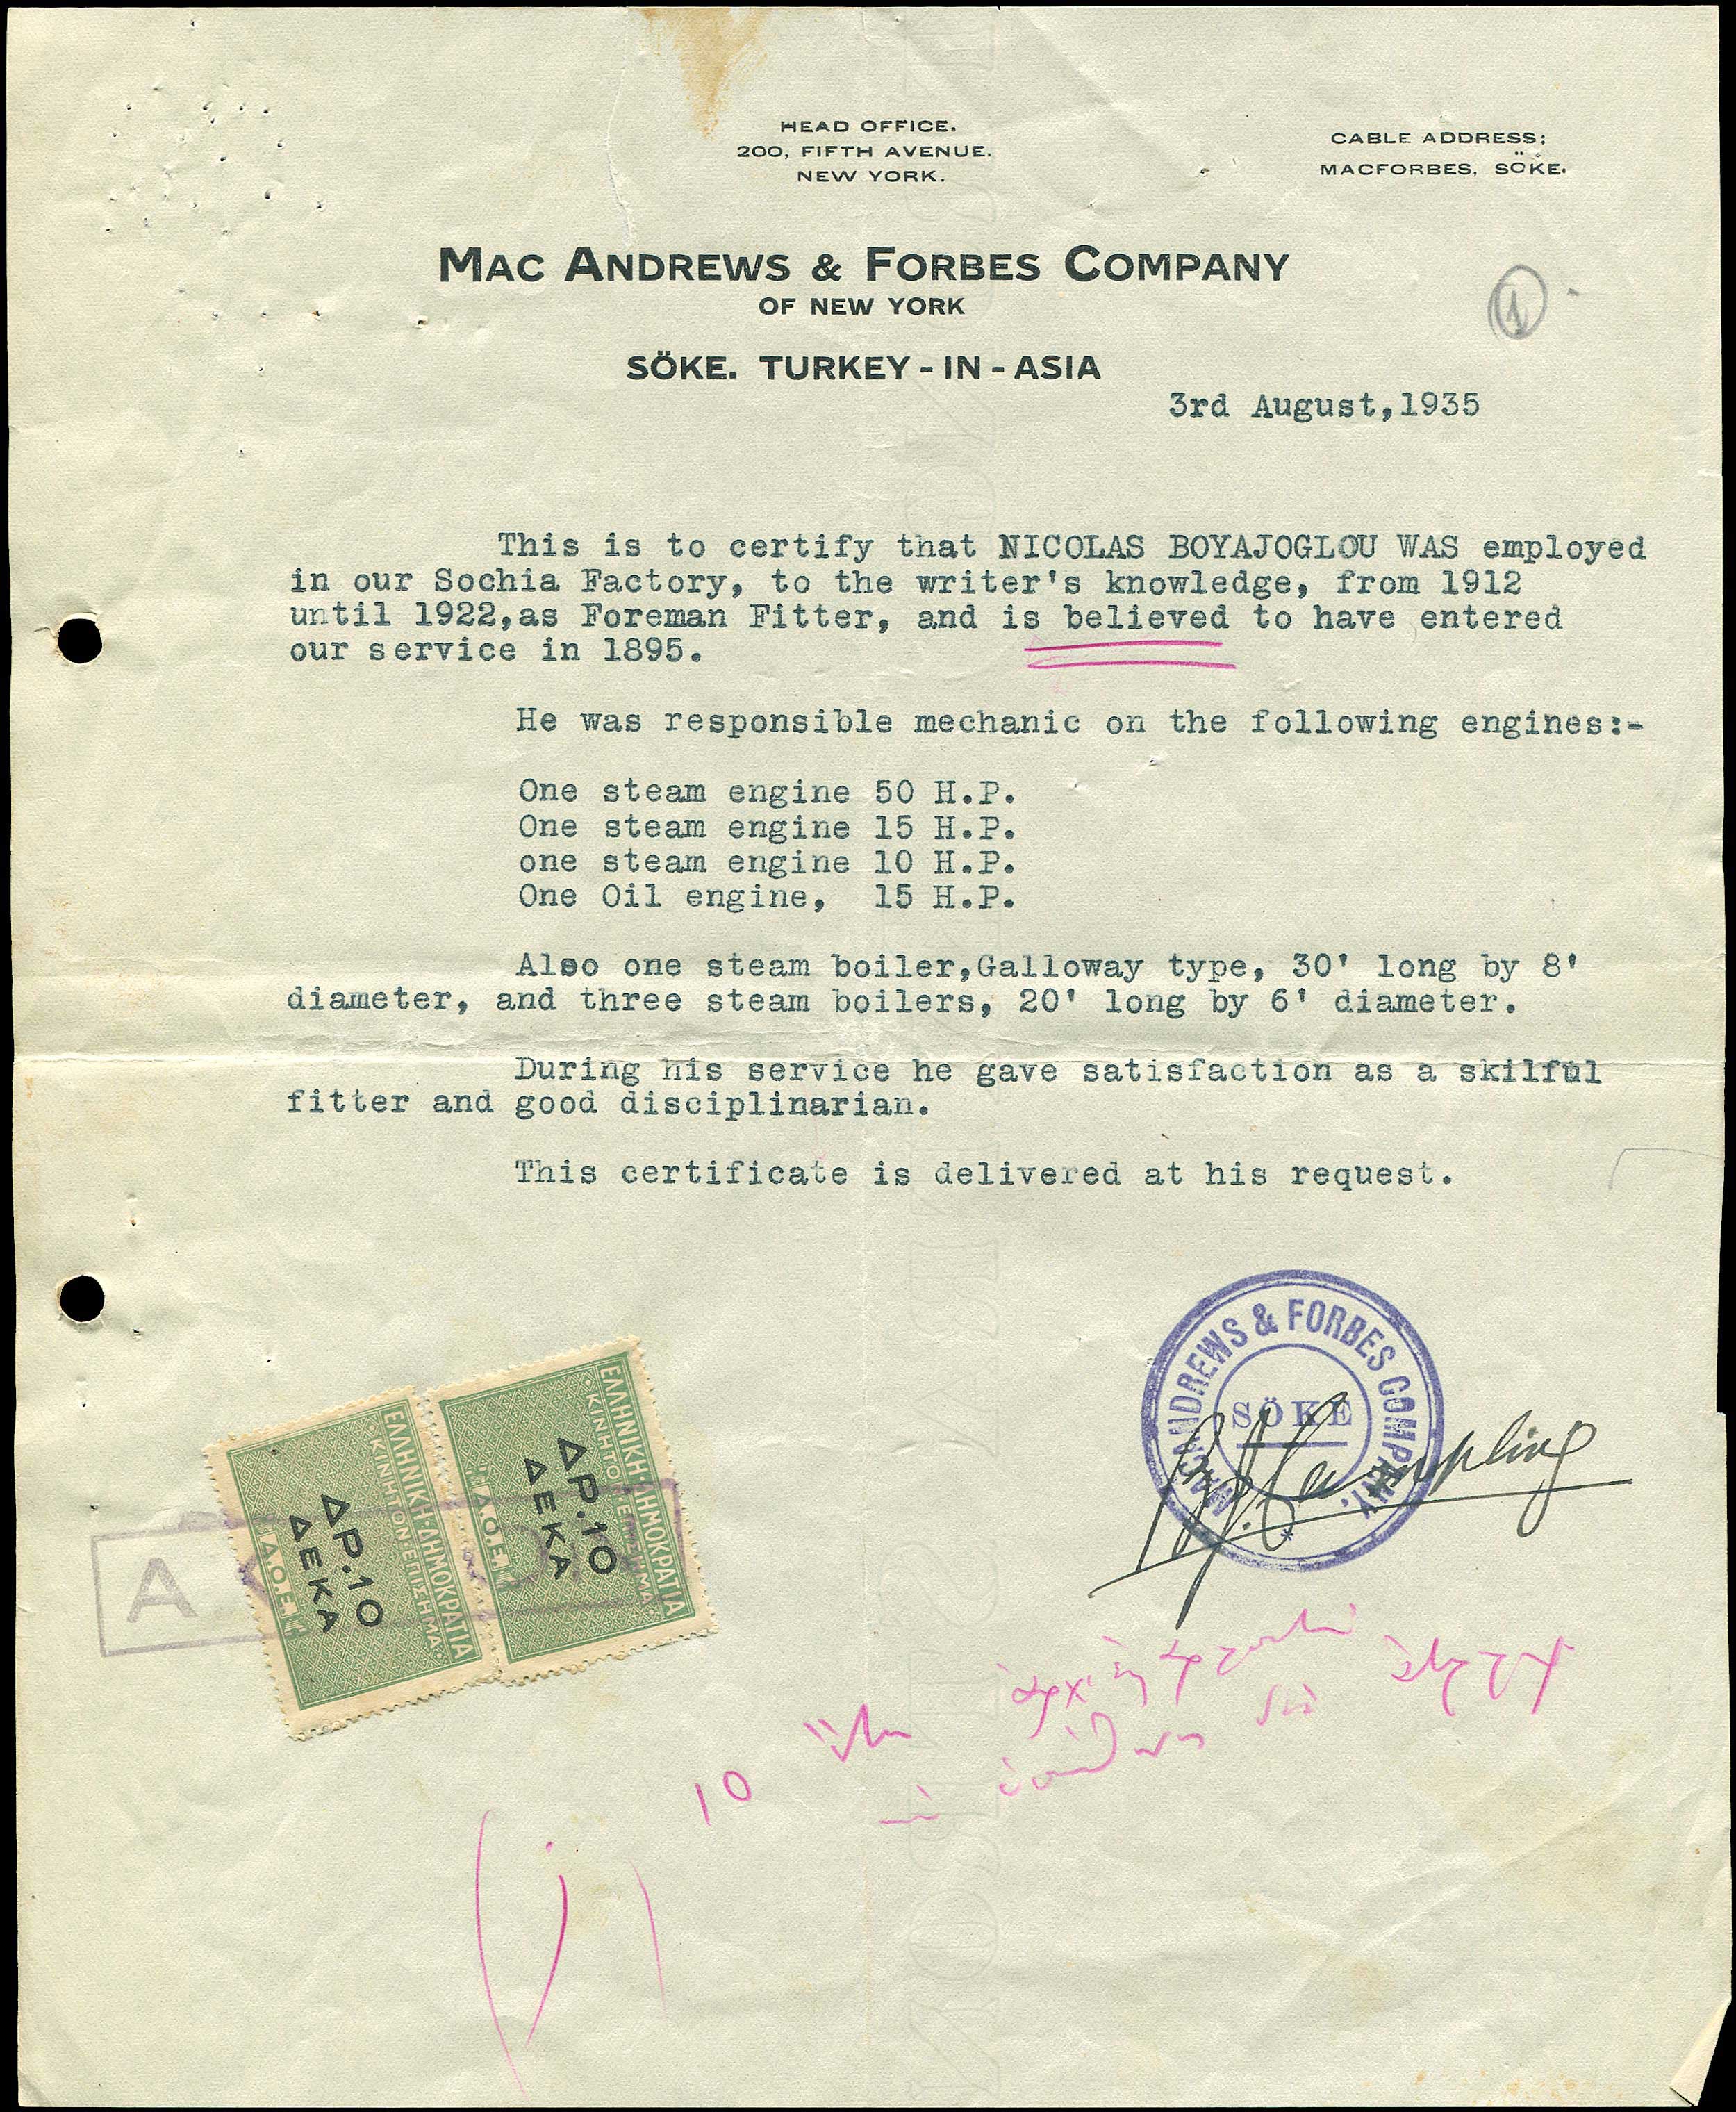 HEAD OFFICE.
200, FIFTH AVENUE.
NEW YORK.
CABLE ADDRESS:
MACFORBES, SÖKE.
MAC ANDREWS & FORBES COMPANY
OF NEW YORK
1
SÖKE. TURKEY-IN-ASIA
3rd August,1935
This is to certify that NICOLAS BOYAJOGLOU WAS employed
in our Sochia Factory, to the writer's knowledge, from 1912
until 1922,as Foreman Fitter, and is believed to have entered
our service in 1895.
He was responsible mechanic on the following engines:-
One steam engine 50 H.P.
One steam engine 15 H.P.
one steam engine 10 H.P.
One Oil engine, 15 H.P.
Also one steam boiler,Galloway type, 30' long by 8'
diameter, and three steam boilers, 20' long by 6' diameter.
During his service he gave satisfaction as a skilful
fitter and good disciplinarian.
This certificate is delivered at his request.
MACANDREWS & FORBES COMPANY.
SÖKE
ΕΛΛΗΝΙΚΗ·ΔΗΜΟΚΡΑΤΙΑ
ΚΙΝΗΤΟΝ·ΕΠΙΣΗΜΑ
ΔΡ.10
ΔΕΚΑ
Δ.Ο.Ε.
ΕΛΛΗΝΙΚΗ·ΔΗΜΟΚΡΑΤΙΑ
ΚΙΝΗΤΟΝ·ΕΠΙΣΗΜΑ
ΔΡ.10
ΔΕΚΑ
Δ.Ο.Ε.
A
10